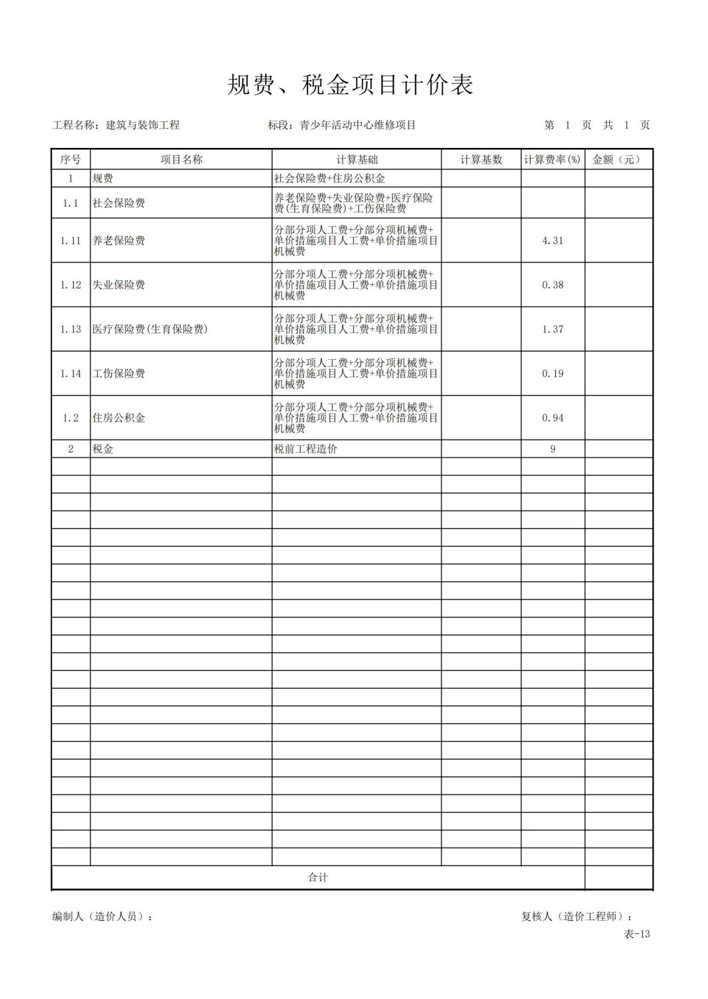 规费、税金项目计价表
工程名称：建筑与装饰工程 标段：青少年活动中心维修项目 第 1 页 共 1 页
序号 项目名称 计算基础 计算基数 计算费率(%) 金额（元）
1 规费 社会保险费+住房公积金
1.1 社会保险费 养老保险费+失业保险费+医疗保险
费(生育保险费)+工伤保险费
分部分项人工费+分部分项机械费+
1.11 养老保险费 单价措施项目人工费+单价措施项目 4.31
机械费
分部分项人工费+分部分项机械费+
1.12 失业保险费 单价措施项目人工费+单价措施项目 0.38
机械费
分部分项人工费+分部分项机械费+
1.13 医疗保险费(生育保险费) 单价措施项目人工费+单价措施项目 1.37
机械费
分部分项人工费+分部分项机械费+
1.14 工伤保险费 单价措施项目人工费+单价措施项目 0.19
机械费
分部分项人工费+分部分项机械费+
1.2 住房公积金 单价措施项目人工费+单价措施项目 0.94
机械费
2 税金 税前工程造价 9
合计
编制人（造价人员）： 复核人（造价工程师）：
表-13